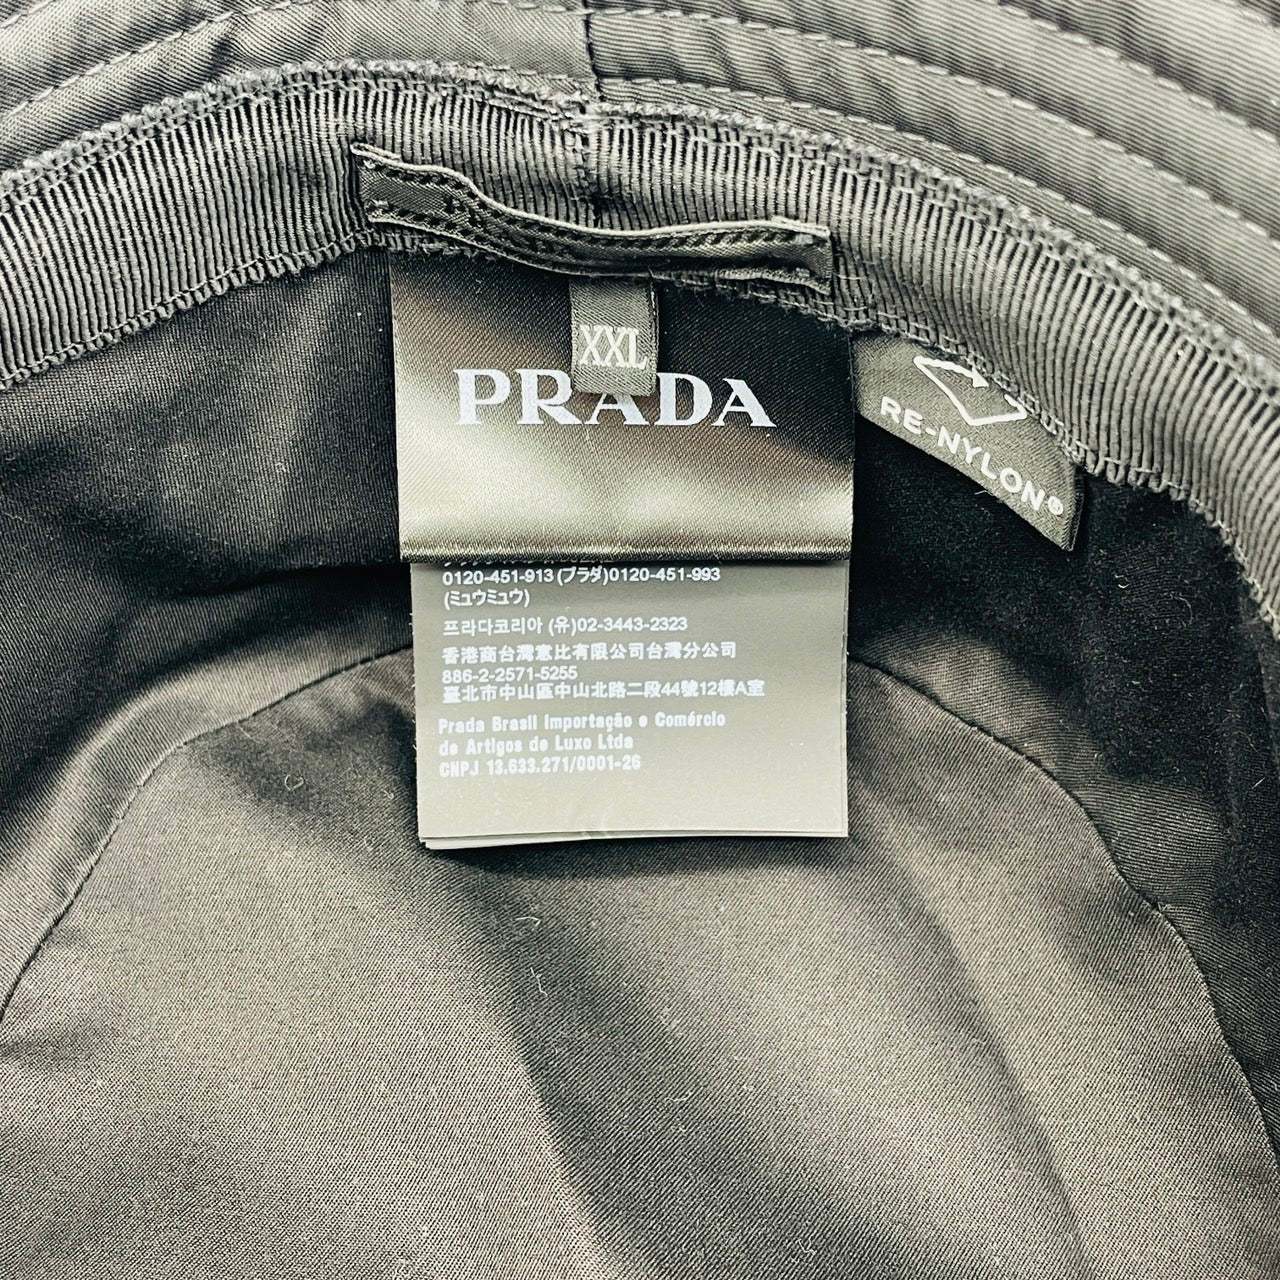 XXL
PRADA
RE-NYLON®
0120-451-913 (プラダ)0120-451-993
(ミュウミュウ)
프라다코리아 (유)02-3443-2323
香港商台灣惠比有限公司台灣分公司
886-2-2571-5255
臺北市中山區中山北路二段44號12樓A室
Prada Brasil Importação e Comércio
de Artigos de Luxo Ltda
CNPJ 13.633.271/0001-26